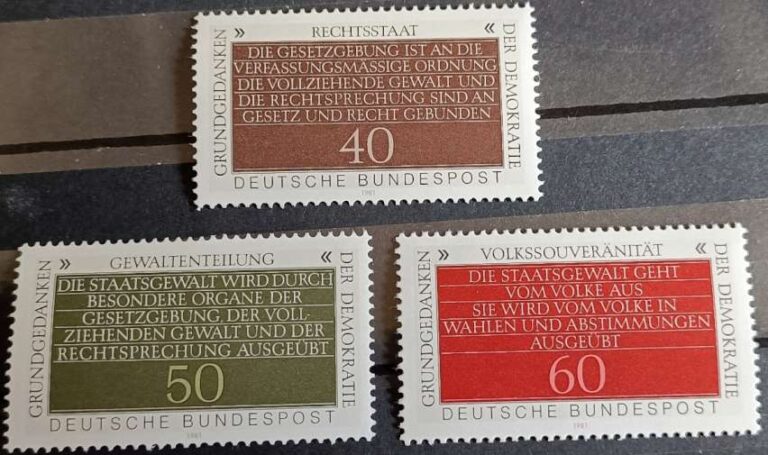 » RECHTSSTAAT «
GRUNDGEDANKEN
DIE GESETZGEBUNG IST AN DIE
VERFASSUNGSMÄSSIGE ORDNUNG
DIE VOLLZIEHENDE GEWALT UND
DIE RECHTSPRECHUNG SIND AN
GESETZ UND RECHT GEBUNDEN
40
DER DEMOKRATIE
DEUTSCHE BUNDESPOST
1981
» GEWALTENTEILUNG «
GRUNDGEDANKEN
DIE STAATSGEWALT WIRD DURCH
BESONDERE ORGANE DER
GESETZGEBUNG, DER VOLL-
ZIEHENDEN GEWALT UND DER
RECHTSPRECHUNG AUSGEÜBT
50
DER DEMOKRATIE
DEUTSCHE BUNDESPOST
1981
» VOLKSSOUVERÄNITÄT «
GRUNDGEDANKEN
DIE STAATSGEWALT GEHT
VOM VOLKE AUS
SIE WIRD VOM VOLKE IN
WAHLEN UND ABSTIMMUNGEN
AUSGEÜBT
60
DER DEMOKRATIE
DEUTSCHE BUNDESPOST
1981